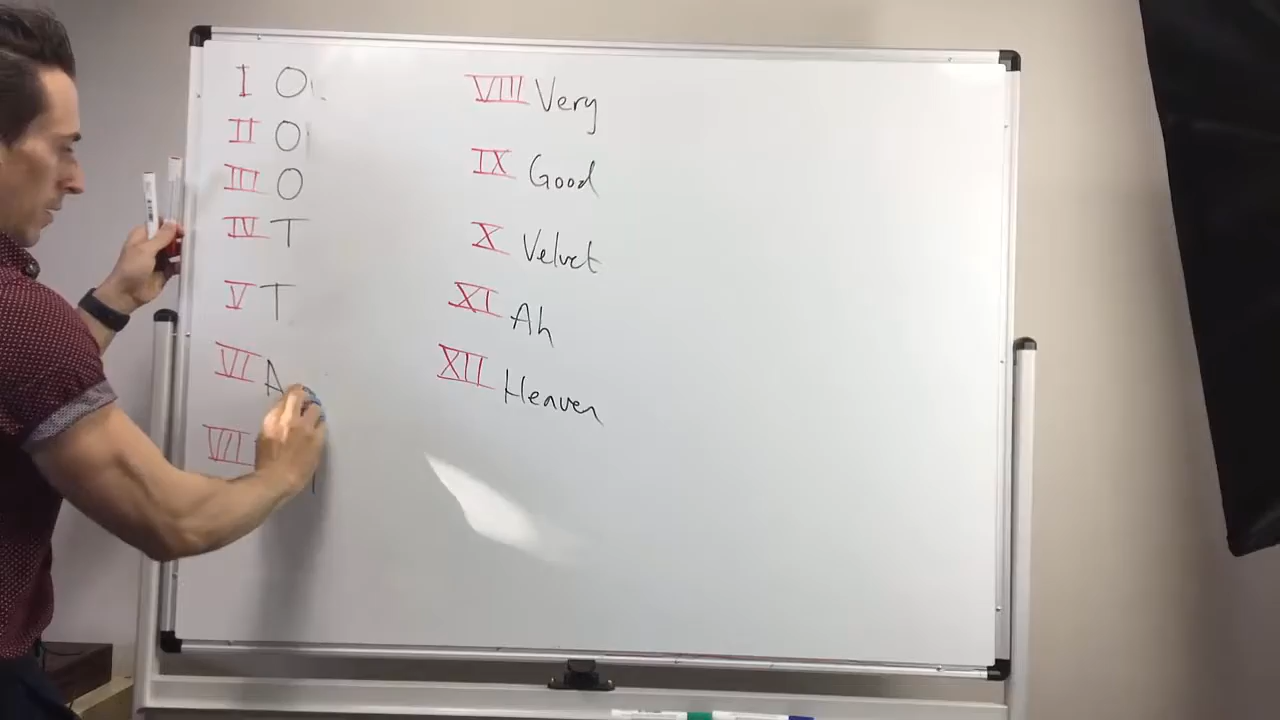 I O
II O
III O
IV T
V T
VI A
VII
VIII Very
IX Good
X Velvet
XI Ah
XII Heaven